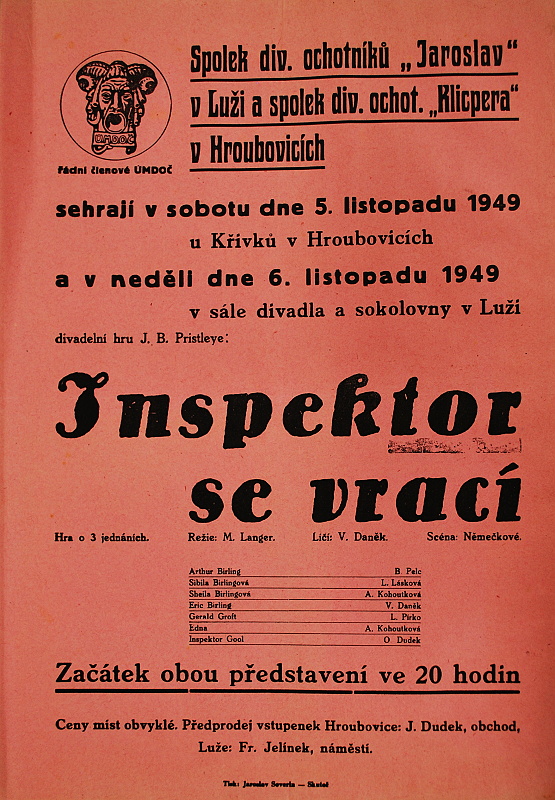 Spolek div. ochotníků „Jaroslav“
v Luži a spolek div. ochot. „Klicpera“
v Hroubovicích
ÚMDOČ
řádní členové ÚMDOČ
sehrají v sobotu dne 5. listopadu 1949
u Křivků v Hroubovicích
a v neděli dne 6. listopadu 1949
v sále divadla a sokolovny v Luži
divadelní hru J. B. Pristleye:
Inspektor
se vrací
Hra o 3 jednáních. Režie: M. Langer. Líčí: V. Daněk. Scéna: Němečkové.
Arthur Birling B. Pelc
Sibila Birlingová L. Lásková
Sheila Birlingová A. Kohoutková
Eric Birling V. Daněk
Gerald Groft L. Pirko
Edna A. Kohoutková
Inspektor Gool O. Dudek
Začátek obou představení ve 20 hodin
Ceny míst obvyklé. Předprodej vstupenek Hroubovice: J. Dudek, obchod,
Luže: Fr. Jelínek, náměstí.
Tisk: Jaroslav Severin — Skuteč